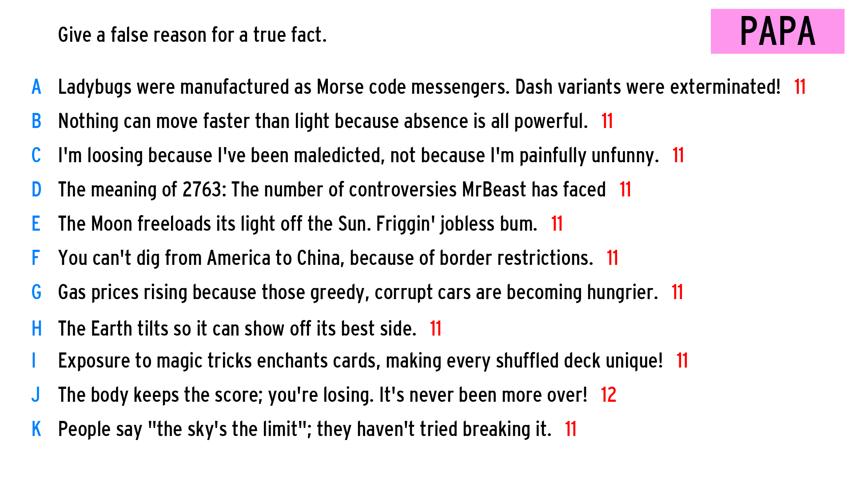 Give a false reason for a true fact.
PAPA
A Ladybugs were manufactured as Morse code messengers. Dash variants were exterminated! 11
B Nothing can move faster than light because absence is all powerful. 11
C I'm loosing because I've been maledicted, not because I'm painfully unfunny. 11
D The meaning of 2763: The number of controversies MrBeast has faced 11
E The Moon freeloads its light off the Sun. Friggin' jobless bum. 11
F You can't dig from America to China, because of border restrictions. 11
G Gas prices rising because those greedy, corrupt cars are becoming hungrier. 11
H The Earth tilts so it can show off its best side. 11
I Exposure to magic tricks enchants cards, making every shuffled deck unique! 11
J The body keeps the score; you're losing. It's never been more over! 12
K People say "the sky's the limit"; they haven't tried breaking it. 11